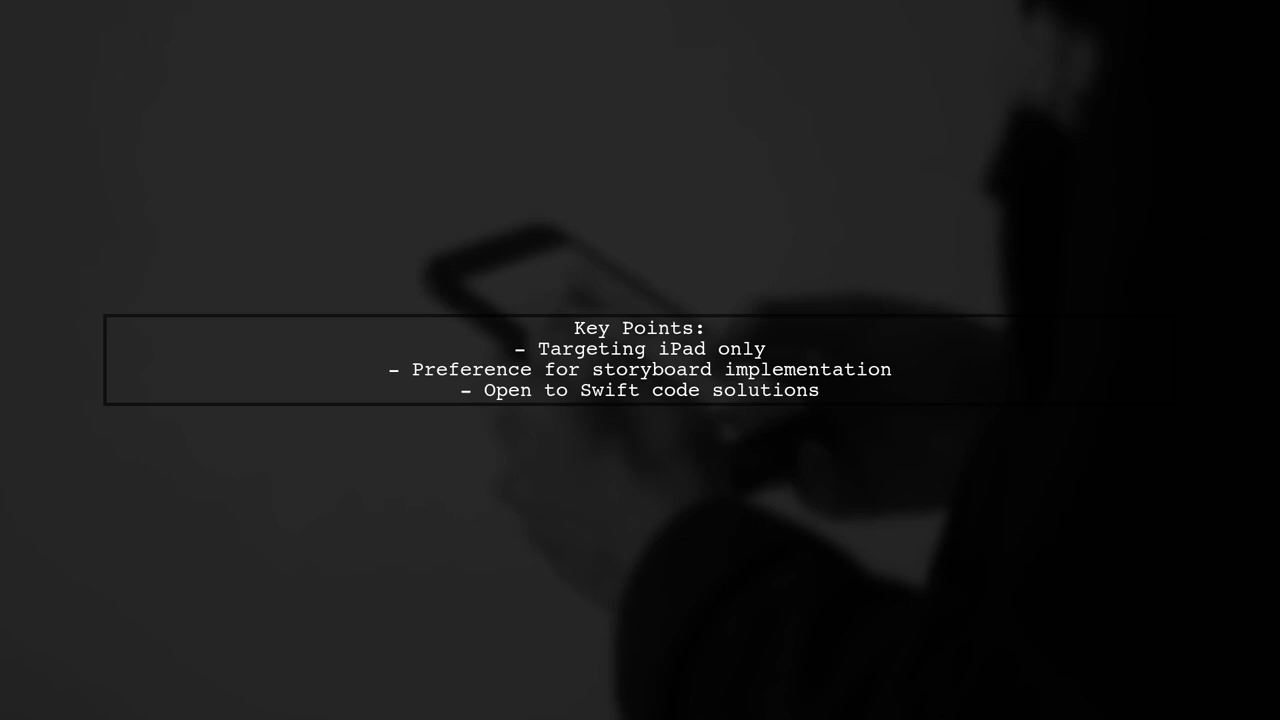 Key Points:
- Targeting iPad only
- Preference for storyboard implementation
- Open to Swift code solutions